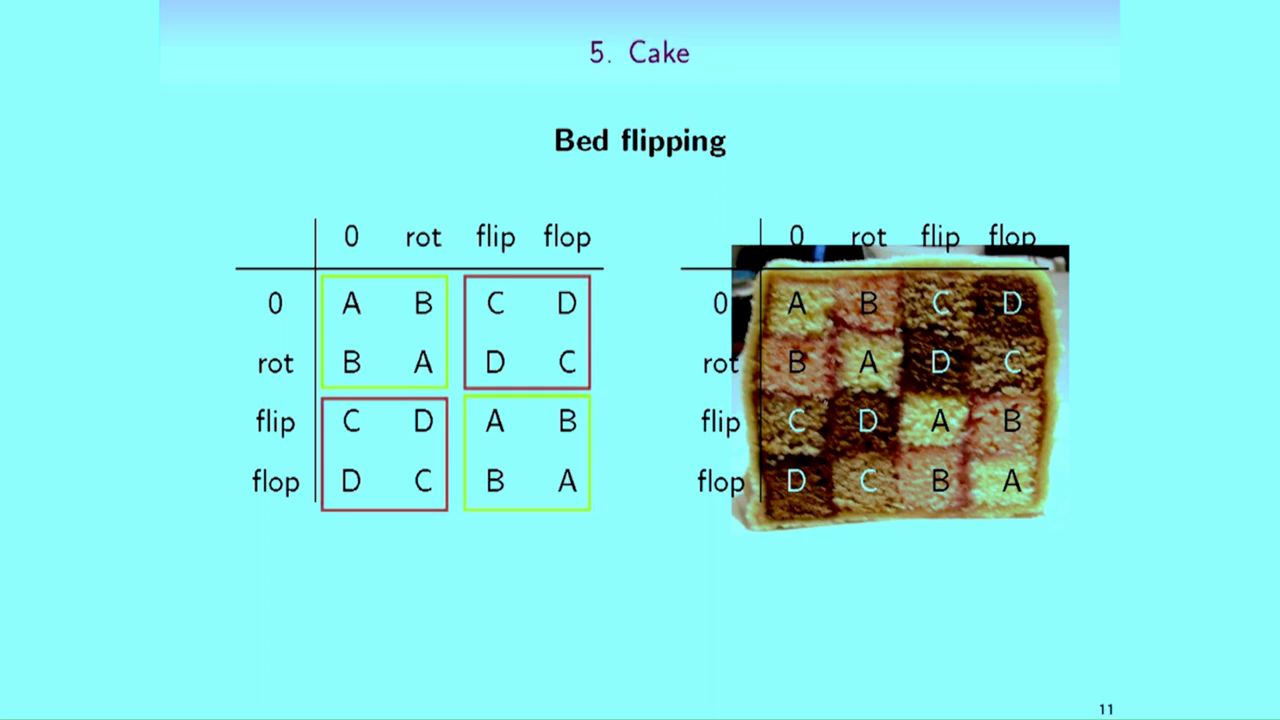 5. Cake
Bed flipping
0 rot flip flop
0 A B C D
rot B A D C
flip C D A B
flop D C B A
0 rot flip flop
0 A B C D
rot B A D C
flip C D A B
flop D C B A
11